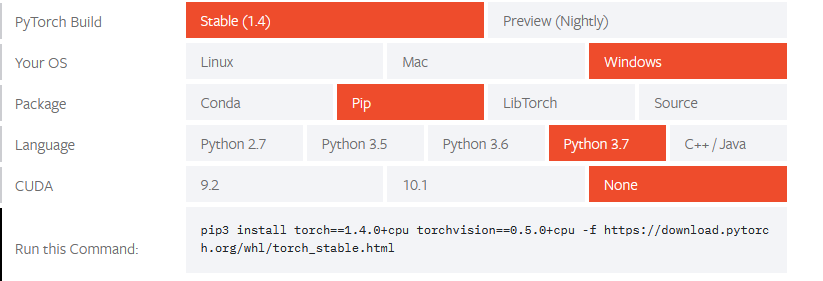 PyTorch Build Stable (1.4) Preview (Nightly)
Your OS Linux Mac Windows
Package Conda Pip LibTorch Source
Language Python 2.7 Python 3.5 Python 3.6 Python 3.7 C++ / Java
CUDA 9.2 10.1 None
Run this Command:
pip3 install torch==1.4.0+cpu torchvision==0.5.0+cpu -f https://download.pytorc
h.org/whl/torch_stable.html